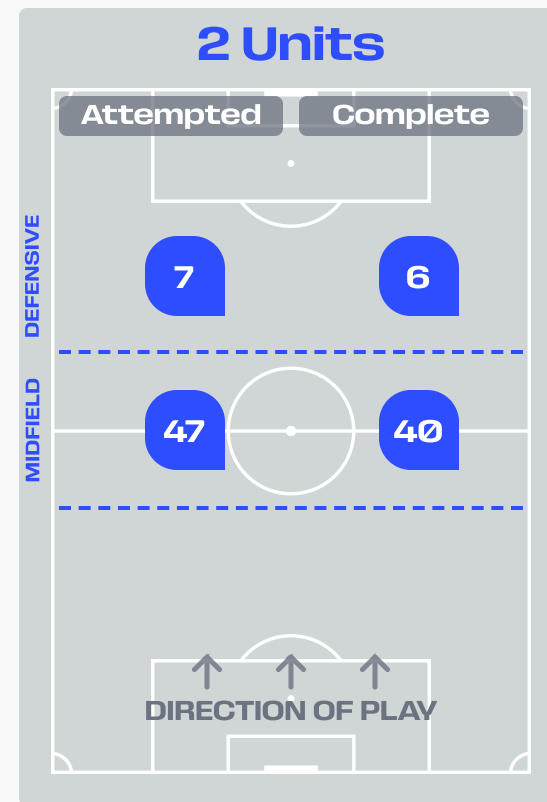 2 Units
Attempted Complete
DEFENSIVE
7 6
MIDFIELD
47 40
DIRECTION OF PLAY